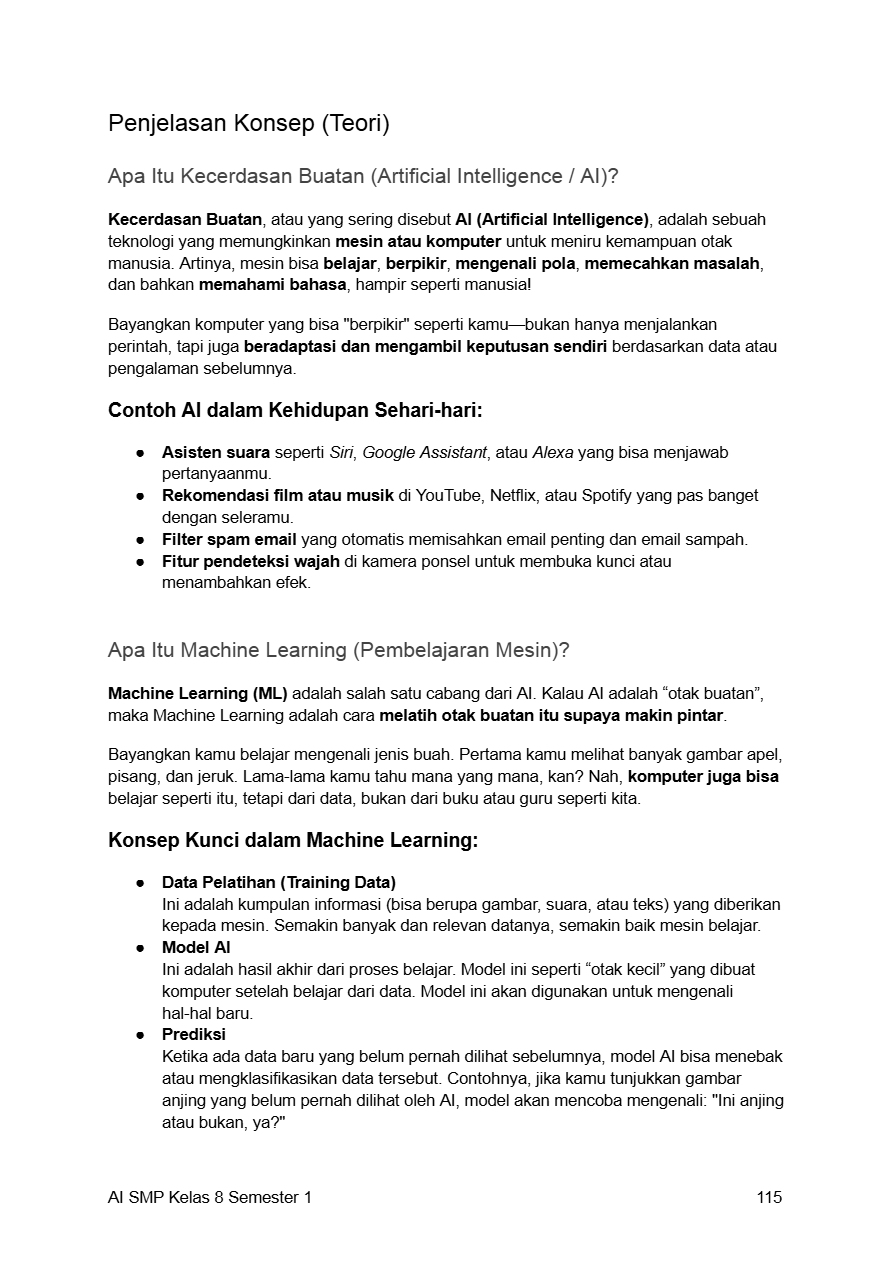 Penjelasan Konsep (Teori)
Apa Itu Kecerdasan Buatan (Artificial Intelligence / AI)?
Kecerdasan Buatan, atau yang sering disebut AI (Artificial Intelligence), adalah sebuah
teknologi yang memungkinkan mesin atau komputer untuk meniru kemampuan otak
manusia. Artinya, mesin bisa belajar, berpikir, mengenali pola, memecahkan masalah,
dan bahkan memahami bahasa, hampir seperti manusia!
Bayangkan komputer yang bisa "berpikir" seperti kamu—bukan hanya menjalankan
perintah, tapi juga beradaptasi dan mengambil keputusan sendiri berdasarkan data atau
pengalaman sebelumnya.
Contoh AI dalam Kehidupan Sehari-hari:
● Asisten suara seperti Siri, Google Assistant, atau Alexa yang bisa menjawab
pertanyaanmu.
● Rekomendasi film atau musik di YouTube, Netflix, atau Spotify yang pas banget
dengan seleramu.
● Filter spam email yang otomatis memisahkan email penting dan email sampah.
● Fitur pendeteksi wajah di kamera ponsel untuk membuka kunci atau
menambahkan efek.
Apa Itu Machine Learning (Pembelajaran Mesin)?
Machine Learning (ML) adalah salah satu cabang dari AI. Kalau AI adalah “otak buatan”,
maka Machine Learning adalah cara melatih otak buatan itu supaya makin pintar.
Bayangkan kamu belajar mengenali jenis buah. Pertama kamu melihat banyak gambar apel,
pisang, dan jeruk. Lama-lama kamu tahu mana yang mana, kan? Nah, komputer juga bisa
belajar seperti itu, tetapi dari data, bukan dari buku atau guru seperti kita.
Konsep Kunci dalam Machine Learning:
● Data Pelatihan (Training Data)
Ini adalah kumpulan informasi (bisa berupa gambar, suara, atau teks) yang diberikan
kepada mesin. Semakin banyak dan relevan datanya, semakin baik mesin belajar.
● Model AI
Ini adalah hasil akhir dari proses belajar. Model ini seperti “otak kecil” yang dibuat
komputer setelah belajar dari data. Model ini akan digunakan untuk mengenali
hal-hal baru.
● Prediksi
Ketika ada data baru yang belum pernah dilihat sebelumnya, model AI bisa menebak
atau mengklasifikasikan data tersebut. Contohnya, jika kamu tunjukkan gambar
anjing yang belum pernah dilihat oleh AI, model akan mencoba mengenali: "Ini anjing
atau bukan, ya?"
AI SMP Kelas 8 Semester 1 115